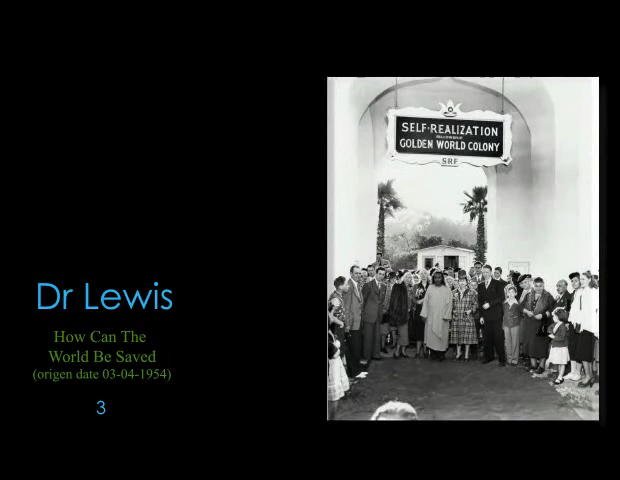 SELF-REALIZATION
FELLOWSHIP
GOLDEN WORLD COLONY
SRF
Dr Lewis
How Can The
World Be Saved
(origen date 03-04-1954)
3